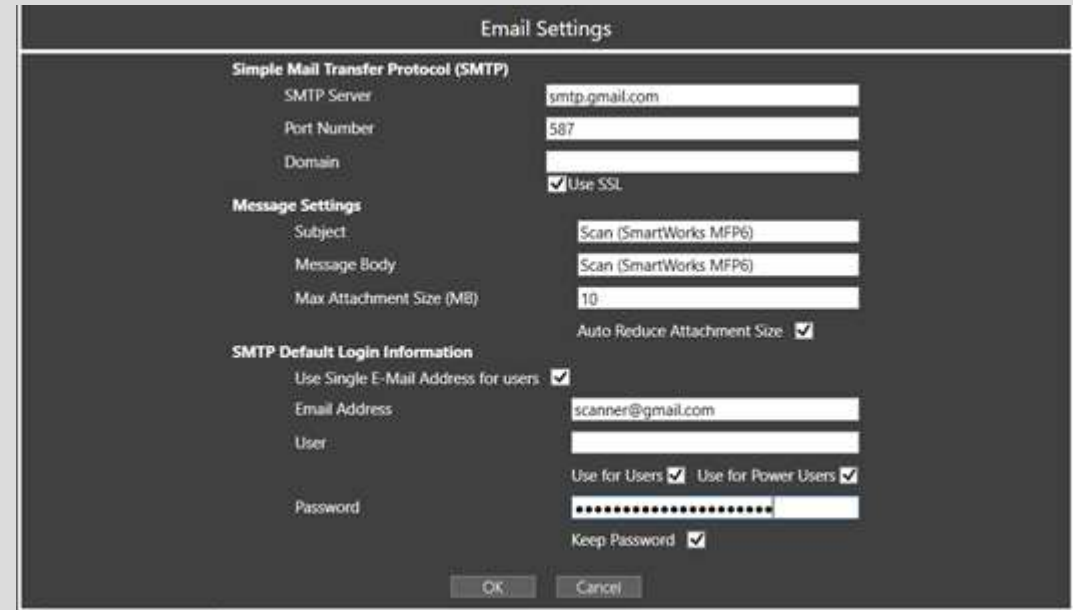 Email Settings
Simple Mail Transfer Protocol (SMTP)
SMTP Server smtp.gmail.com
Port Number 587
Domain
Use SSL
Message Settings
Subject Scan (SmartWorks MFP6)
Message Body Scan (SmartWorks MFP6)
Max Attachment Size (MB) 10
Auto Reduce Attachment Size
SMTP Default Login Information
Use Single E-Mail Address for users
Email Address scanner@gmail.com
User
Use for Users Use for Power Users
Password ●●●●●●●●●●●●●●●●●●●●●
Keep Password
OK Cancel